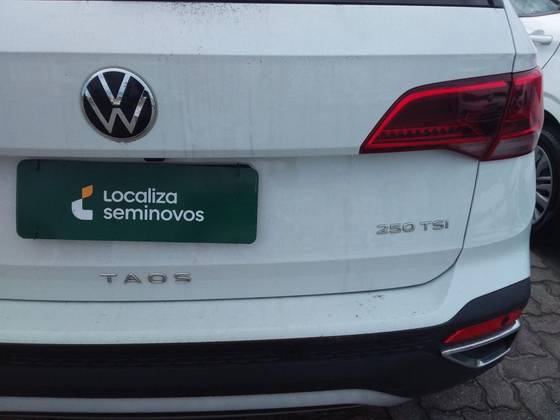 Localiza
seminovos
250 TSI
TAOS